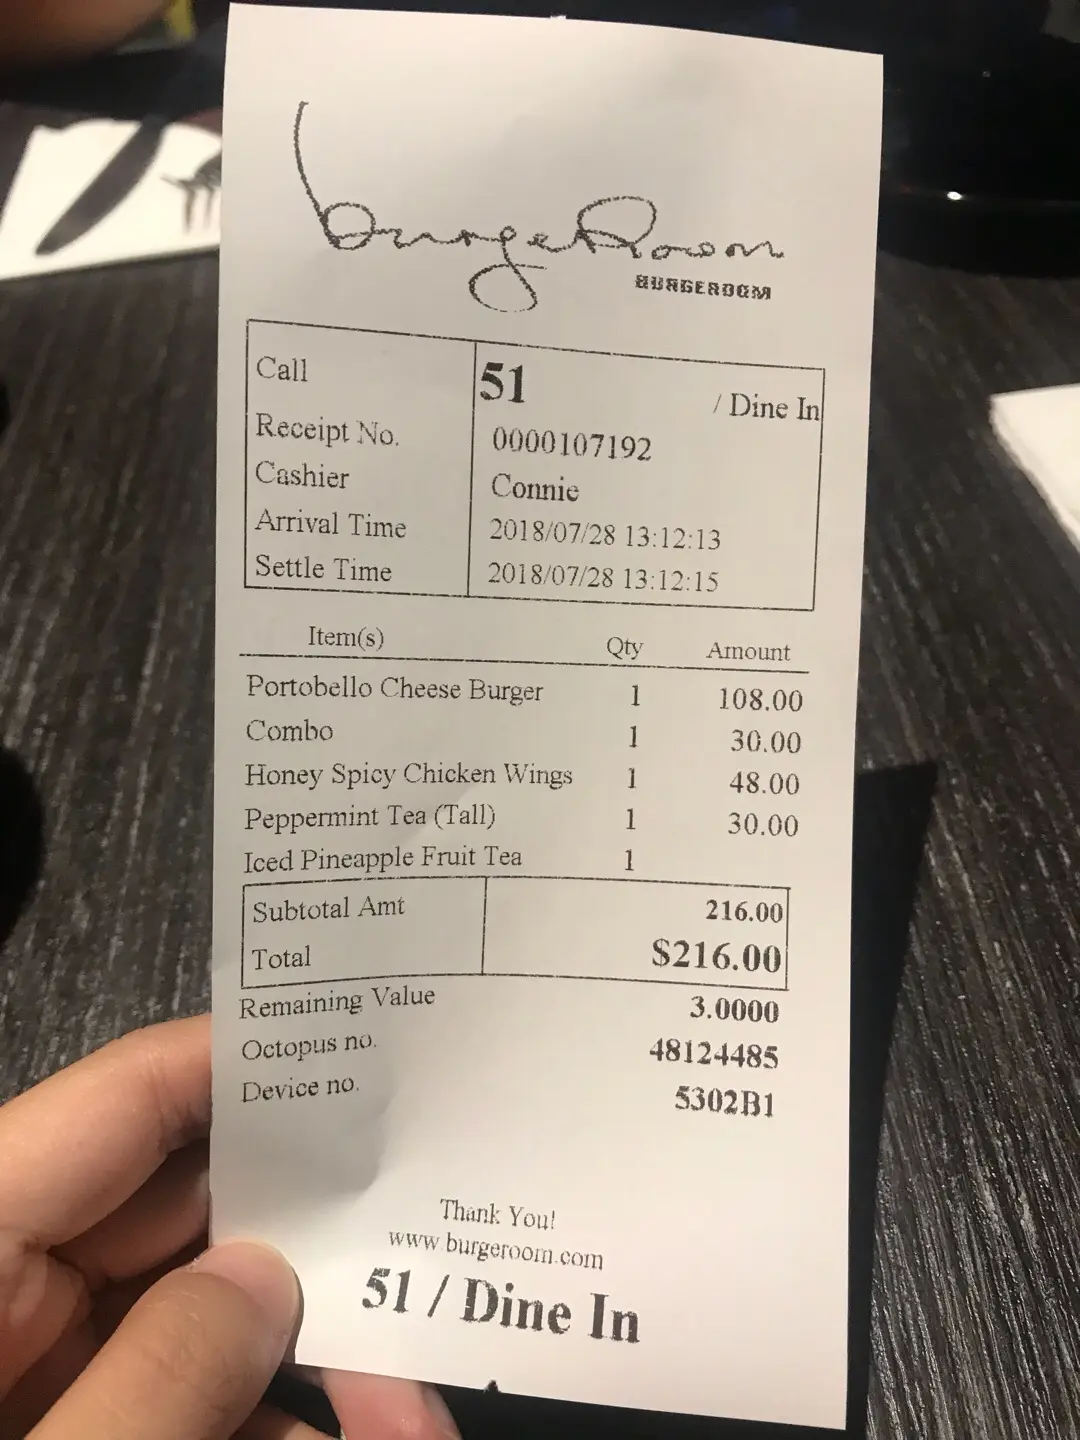 burgeRoom
BURGEROOM
Call 51 / Dine In
Receipt No. 0000107192
Cashier Connie
Arrival Time 2018/07/28 13:12:13
Settle Time 2018/07/28 13:12:15
Item(s) Qty Amount
Portobello Cheese Burger 1 108.00
Combo 1 30.00
Honey Spicy Chicken Wings 1 48.00
Peppermint Tea (Tall) 1 30.00
Iced Pineapple Fruit Tea 1
Subtotal Amt 216.00
Total $216.00
Remaining Value 3.0000
Octopus no. 48124485
Device no. 5302B1
Thank You!
www.burgeroom.com
51 / Dine In